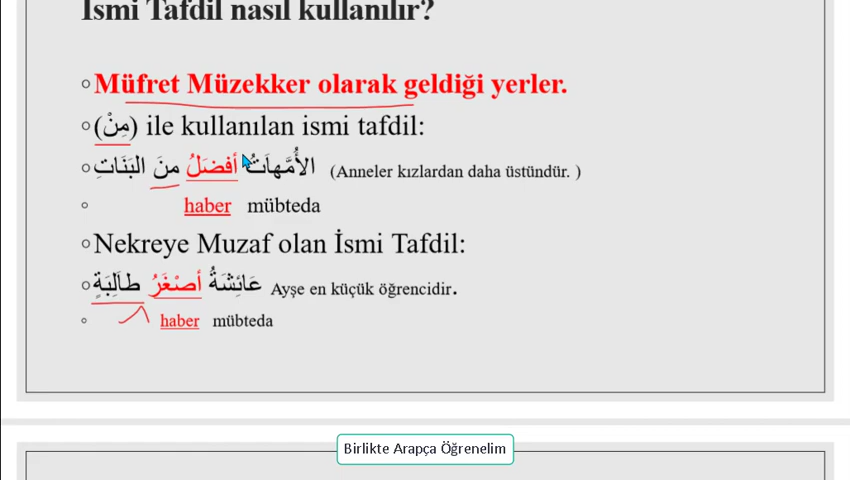 İsmi Tafdil nasıl kullanılır?
Müfret Müzekker olarak geldiği yerler.
(مِنْ) ile kullanılan ismi tafdil:
الأُمَّهاَتُ أفضَلُ منَ البَنَاتِ (Anneler kızlardan daha üstündür. )
haber mübteda
Nekreye Muzaf olan İsmi Tafdil:
عَائِشَةُ أصْغَرُ طاَلِبَةٍ Ayşe en küçük öğrencidir.
haber mübteda
Birlikte Arapça Öğrenelim